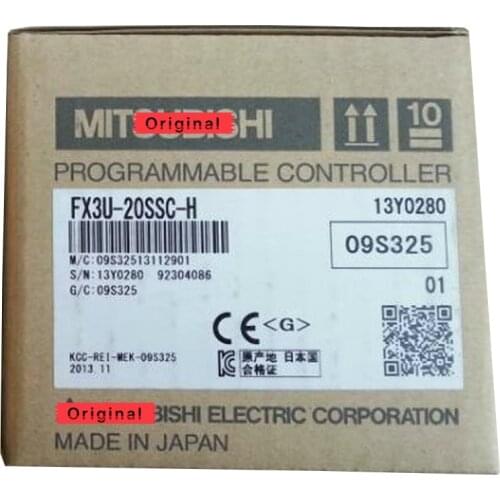 MITSUBISHI
Original
10
PROGRAMMABLE CONTROLLER
FX3U-20SSC-H 13Y0280
M/C:09S32513112901
S/N:13Y0280 92304086
G/C:09S325
09S325
01
CE <G>
KCC-REI-MEK-09S325
2013.11
原产地 日本国
合格证
Original
BISHI ELECTRIC CORPORATION
MADE IN JAPAN